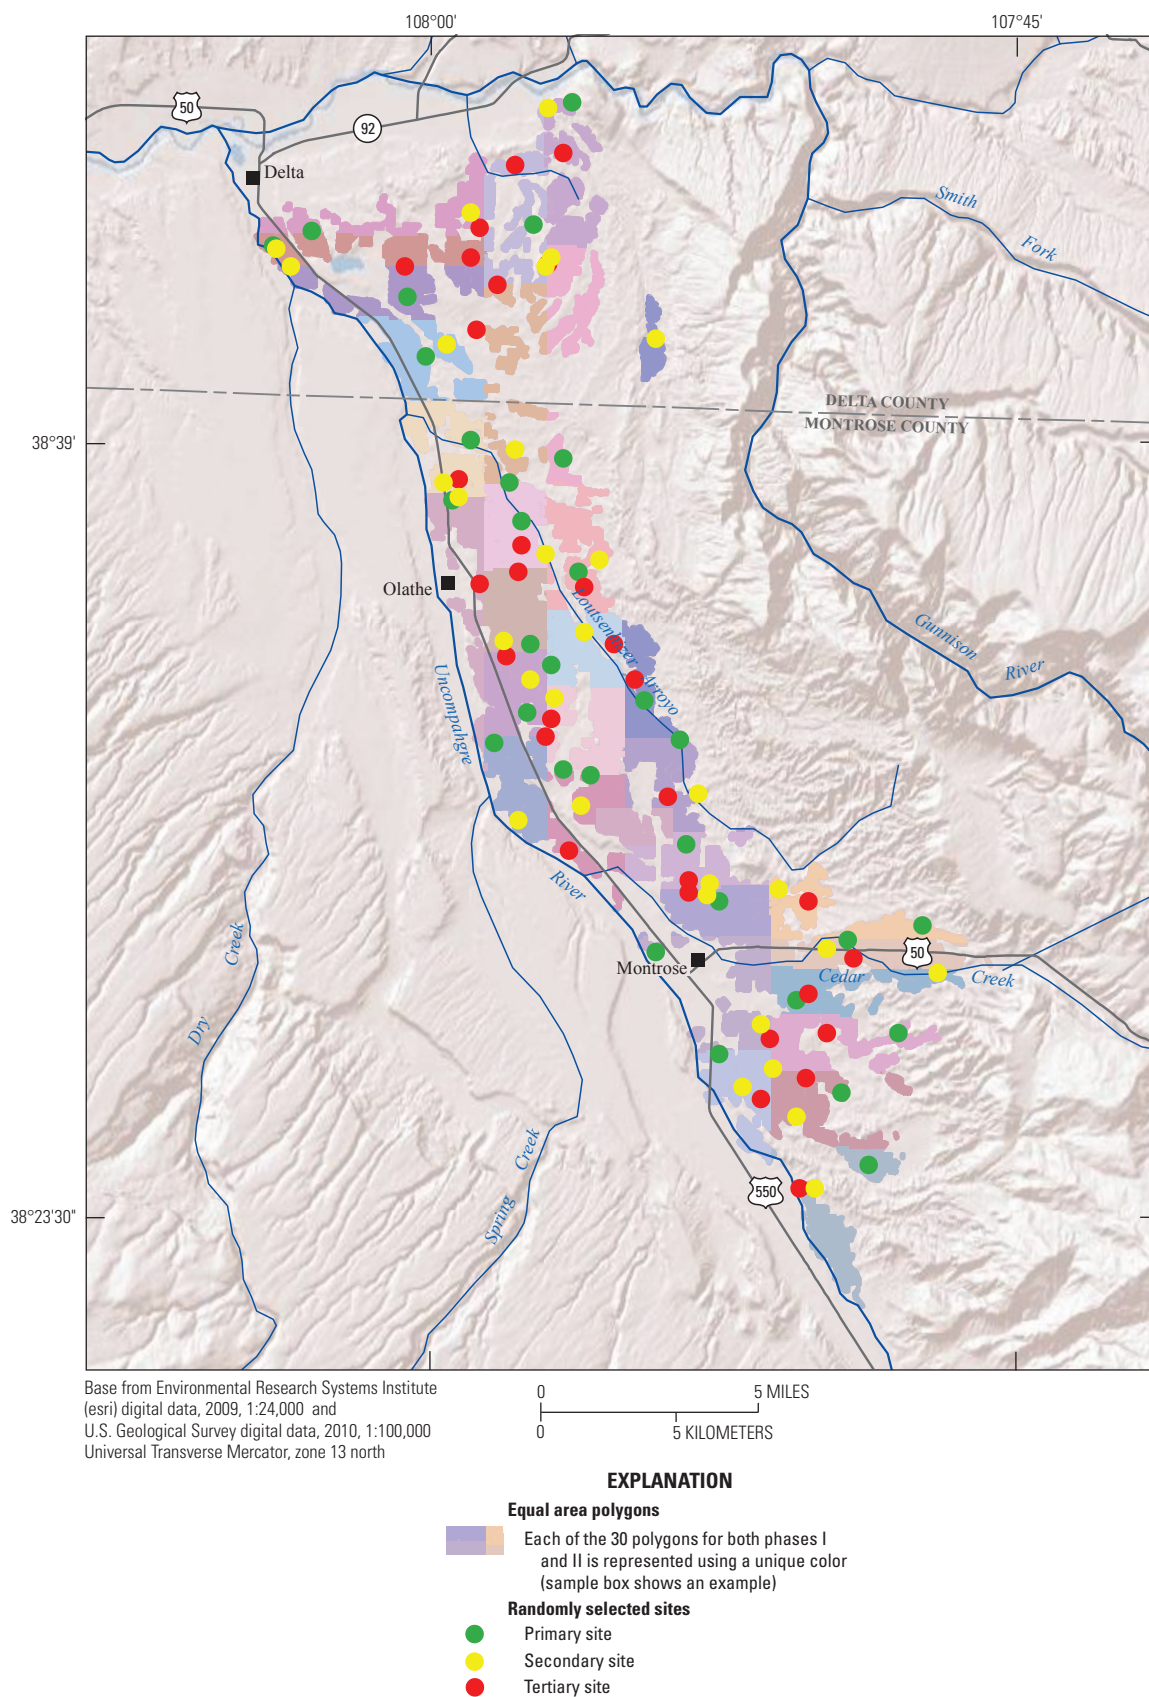 108°00'
107°45'
50
92
Delta
Smith
Fork
DELTA COUNTY
MONTROSE COUNTY
38°39'
Olathe
Loutsenhizer
Arroyo
Gunnison
River
Uncompahgre
River
Montrose
50
Cedar
Creek
Dry
Creek
Spring
Creek
550
38°23'30"
Base from Environmental Research Systems Institute
(esri) digital data, 2009, 1:24,000 and
U.S. Geological Survey digital data, 2010, 1:100,000
Universal Transverse Mercator, zone 13 north
0 5 MILES
0 5 KILOMETERS
EXPLANATION
Equal area polygons
Each of the 30 polygons for both phases I
and II is represented using a unique color
(sample box shows an example)
Randomly selected sites
Primary site
Secondary site
Tertiary site